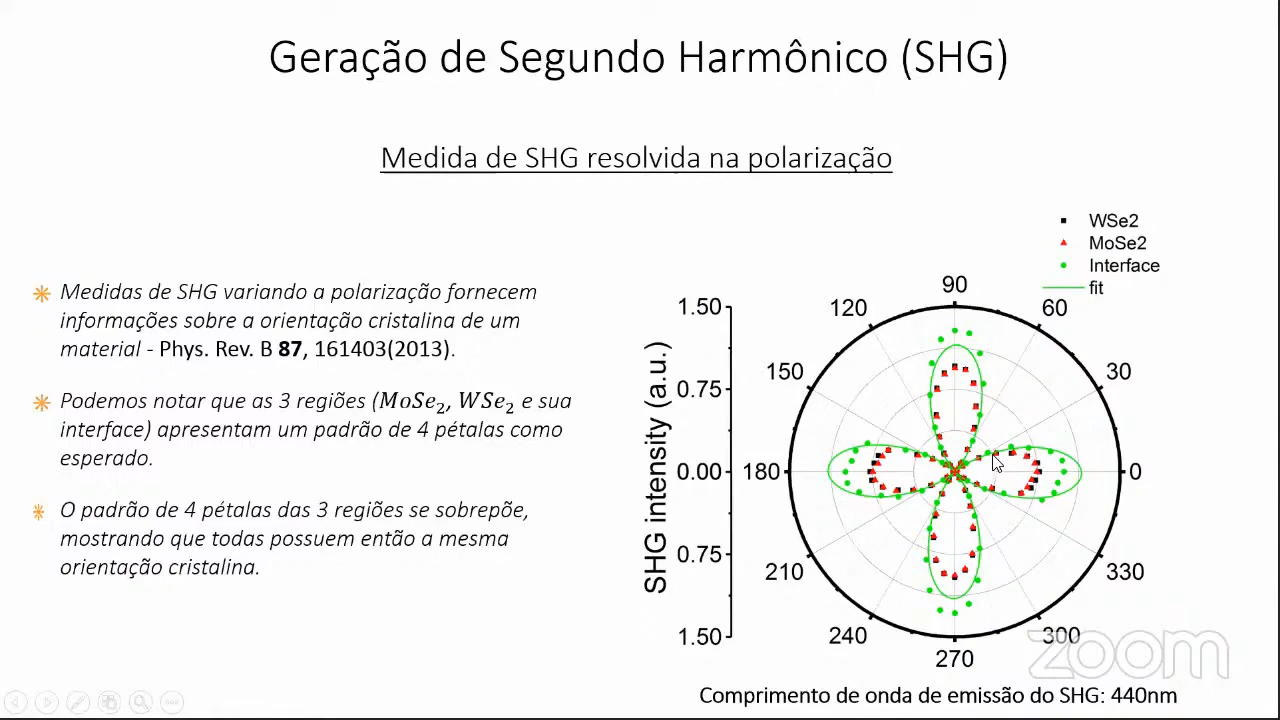 Geração de Segundo Harmônico (SHG)
Medida de SHG resolvida na polarização
Medidas de SHG variando a polarização fornecem
informações sobre a orientação cristalina de um
material - Phys. Rev. B 87, 161403(2013).
Podemos notar que as 3 regiões (MoSe₂, WSe₂ e sua
interface) apresentam um padrão de 4 pétalas como
esperado.
O padrão de 4 pétalas das 3 regiões se sobrepõe,
mostrando que todas possuem então a mesma
orientação cristalina.
WSe2
MoSe2
Interface
fit
SHG intensity (a.u.)
1.50
0.75
0.00
0.75
1.50
90
120
60
150
30
180
0
210
330
240
300
270
zoom
Comprimento de onda de emissão do SHG: 440nm